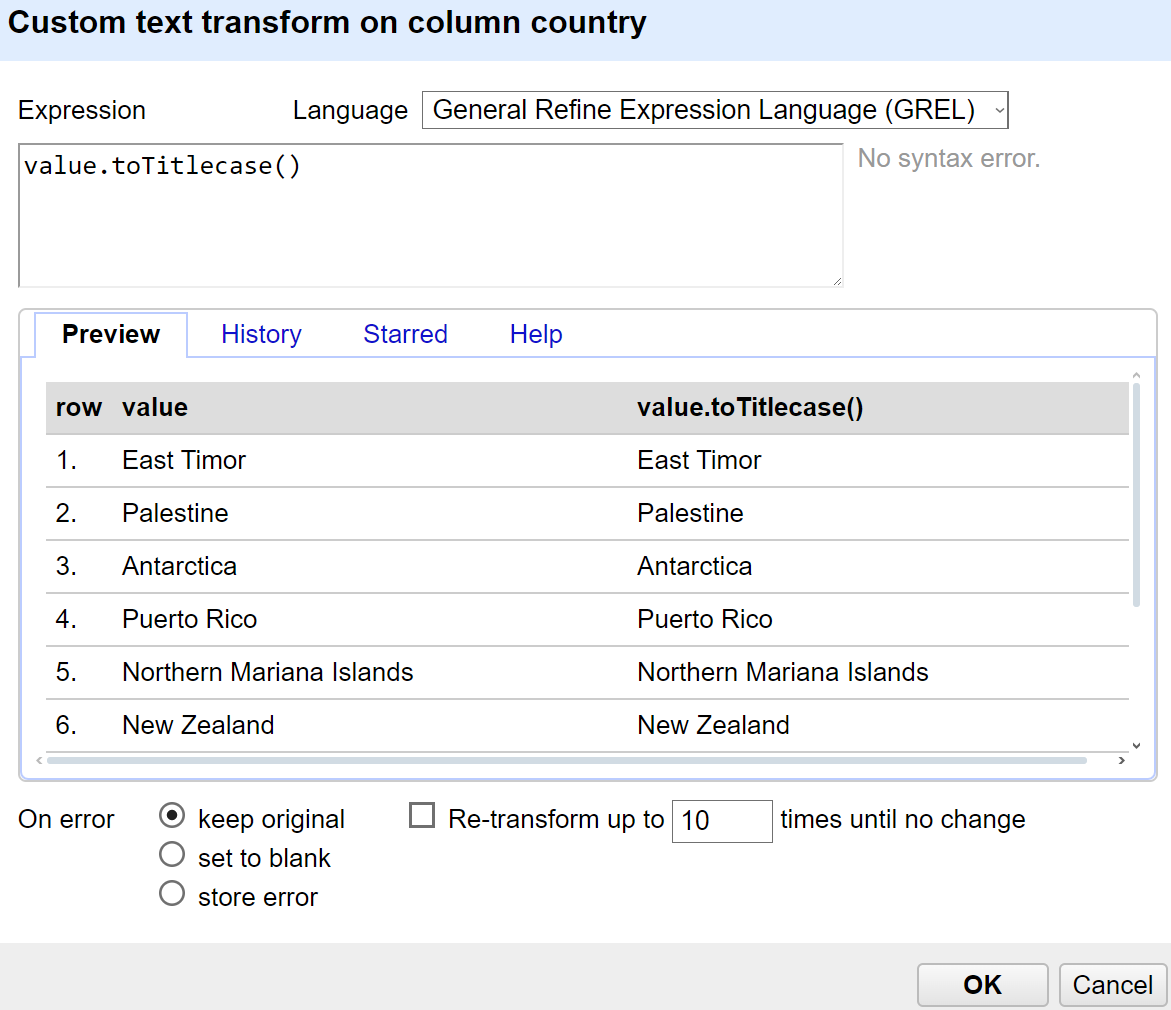 Custom text transform on column country
Expression Language General Refine Expression Language (GREL)
value.toTitlecase() No syntax error.
Preview History Starred Help
row value value.toTitlecase()
1. East Timor East Timor
2. Palestine Palestine
3. Antarctica Antarctica
4. Puerto Rico Puerto Rico
5. Northern Mariana Islands Northern Mariana Islands
6. New Zealand New Zealand
On error keep original Re-transform up to 10 times until no change
set to blank
store error
OK Cancel